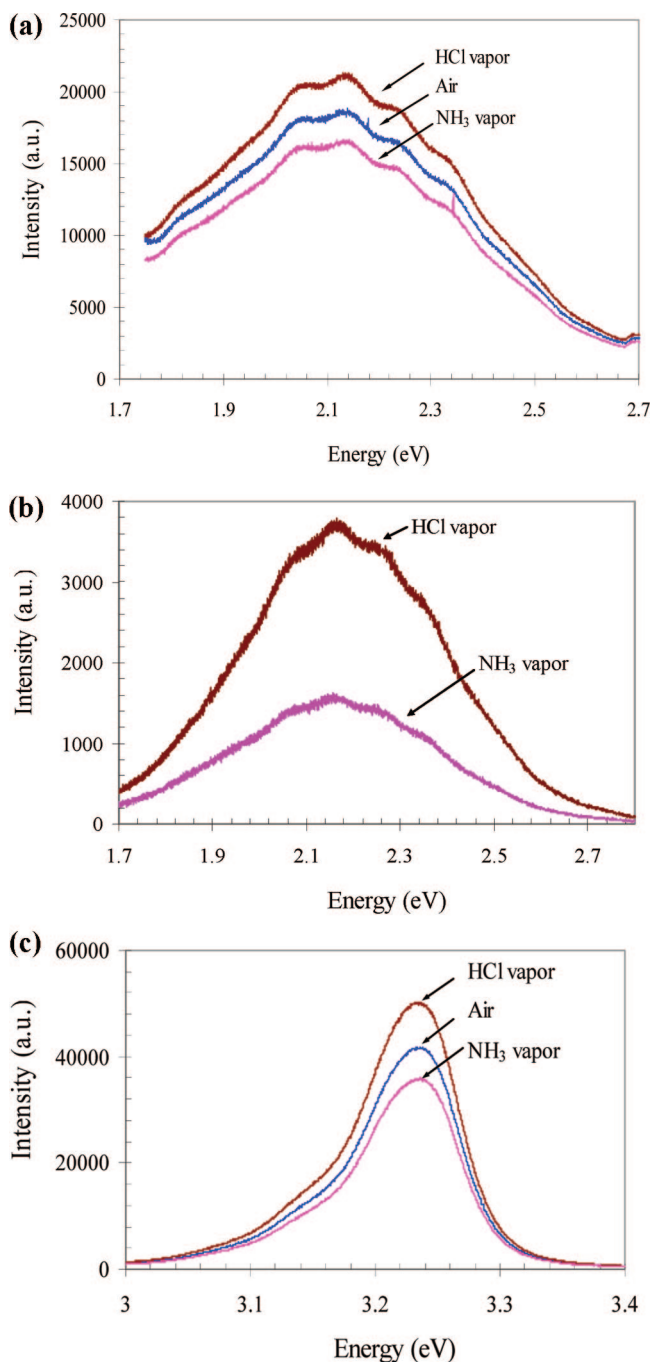 (a)
25000
20000
15000
10000
5000
0
Intensity (a.u.)
HCl vapor
Air
NH₃ vapor
1.7 1.9 2.1 2.3 2.5 2.7
Energy (eV)
(b)
4000
3000
2000
1000
0
Intensity (a.u.)
HCl vapor
NH₃ vapor
1.7 1.9 2.1 2.3 2.5 2.7
Energy (eV)
(c)
60000
40000
20000
0
Intensity (a.u.)
HCl vapor
Air
NH₃ vapor
3 3.1 3.2 3.3 3.4
Energy (eV)